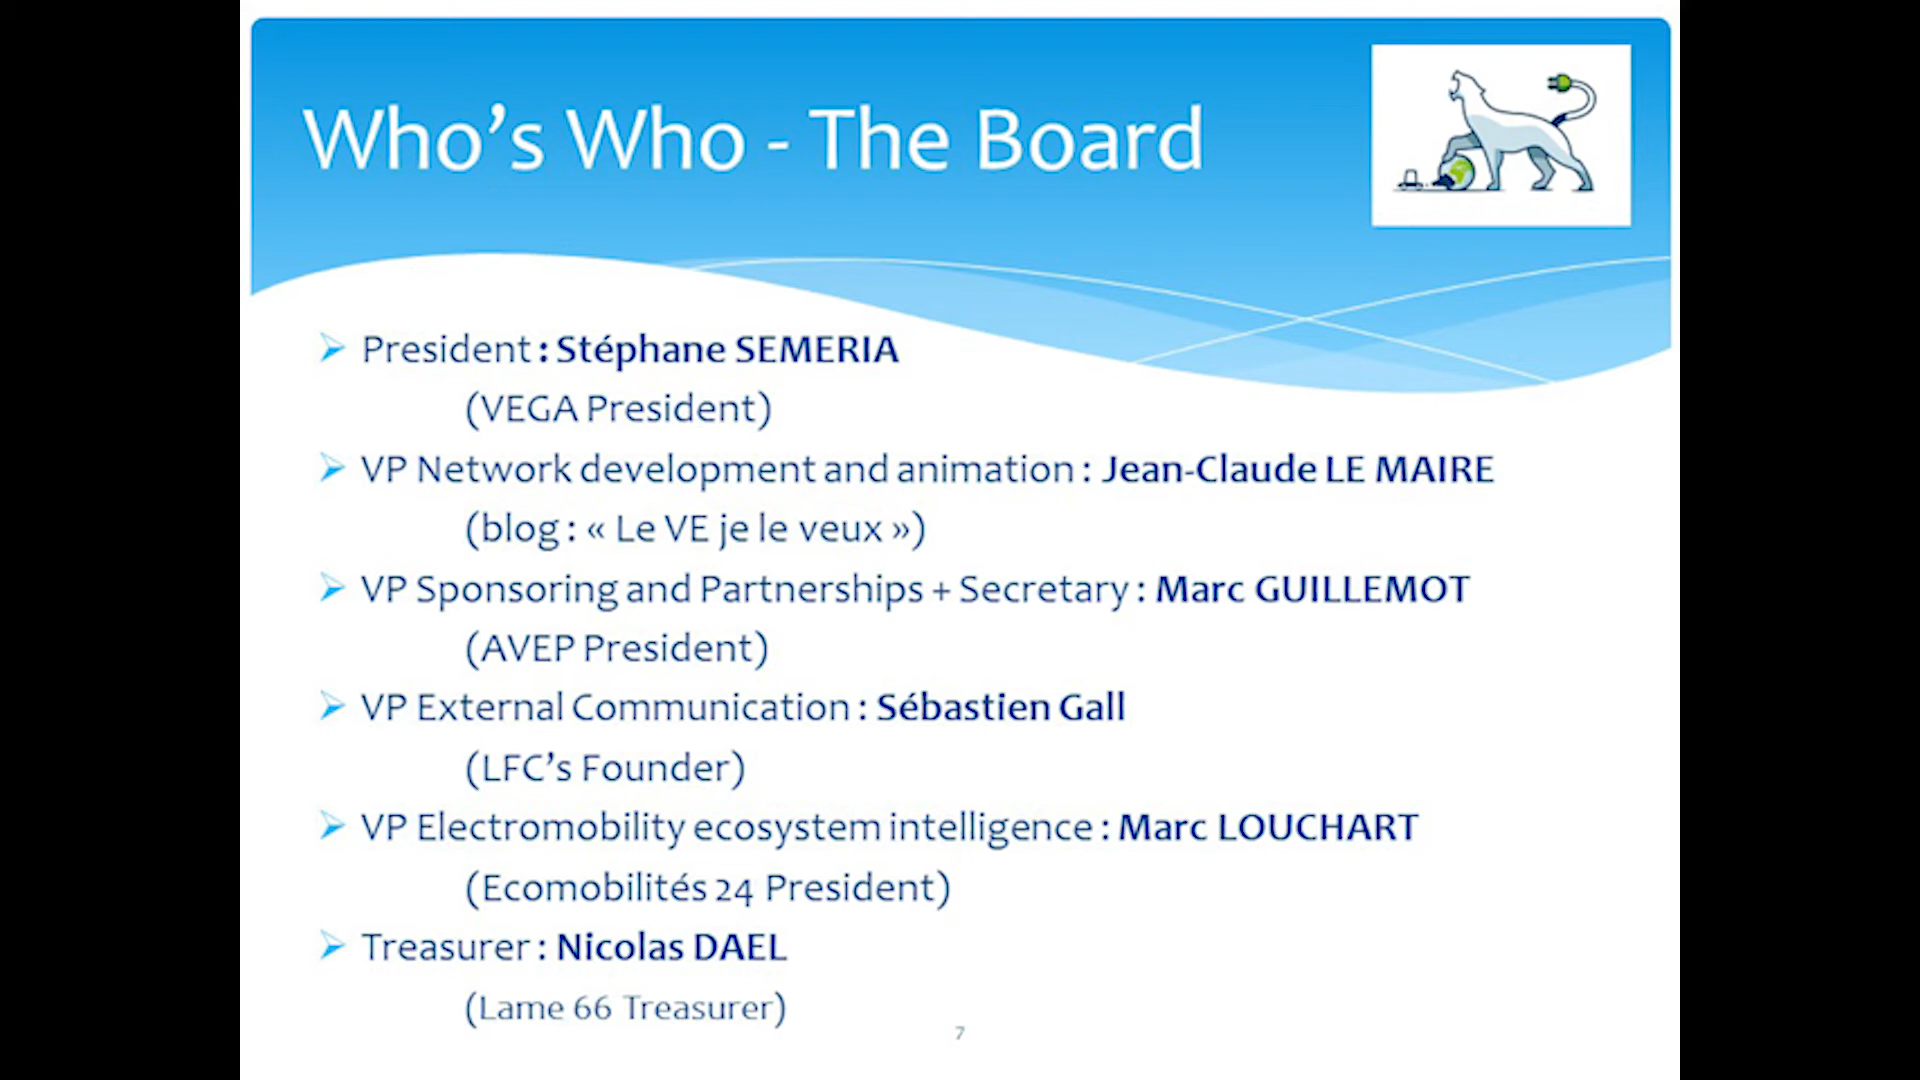 Who’s Who - The Board
President : Stéphane SEMERIA
(VEGA President)
VP Network development and animation : Jean-Claude LE MAIRE
(blog : « Le VE je le veux »)
VP Sponsoring and Partnerships + Secretary : Marc GUILLEMOT
(AVEP President)
VP External Communication : Sébastien Gall
(LFC’s Founder)
VP Electromobility ecosystem intelligence : Marc LOUCHART
(Ecomobilités 24 President)
Treasurer : Nicolas DAEL
(Lame 66 Treasurer)
7